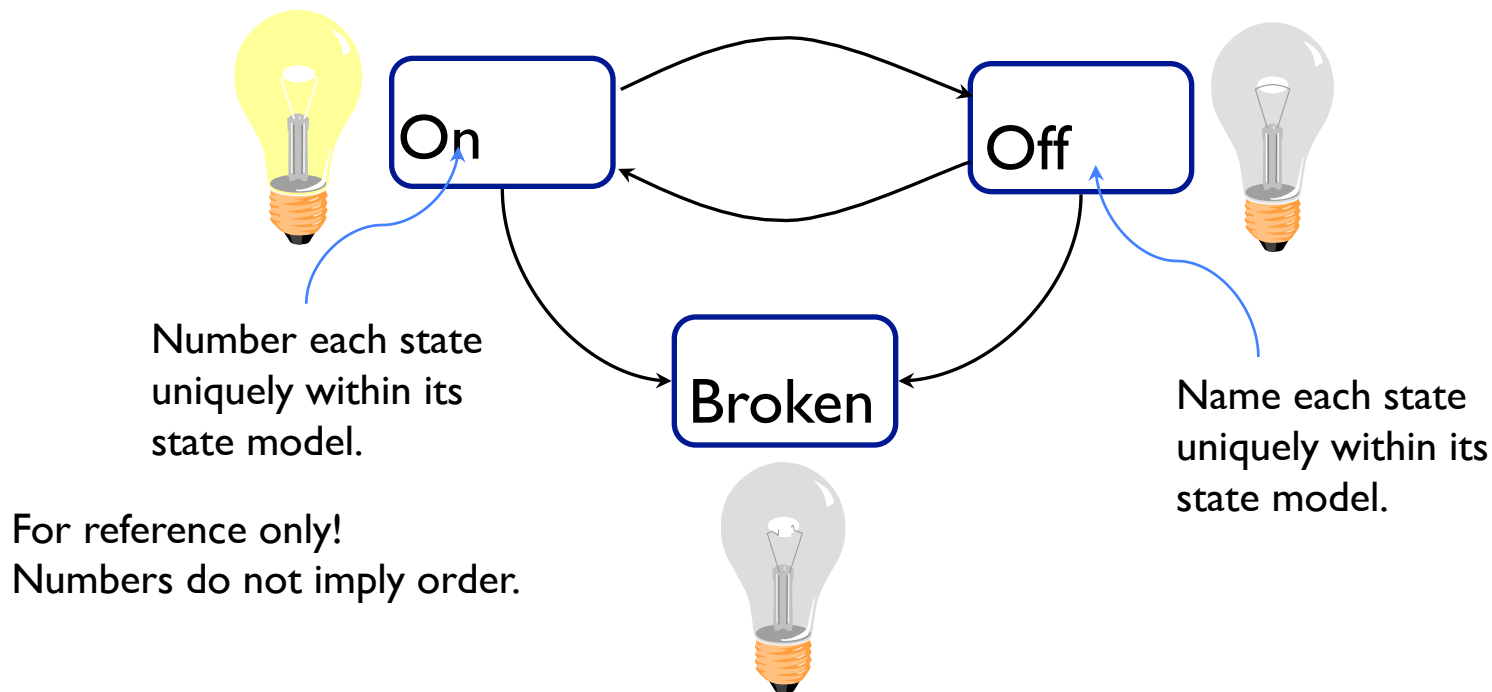 On
Off
Broken
Number each state
uniquely within its
state model.
Name each state
uniquely within its
state model.
For reference only!
Numbers do not imply order.